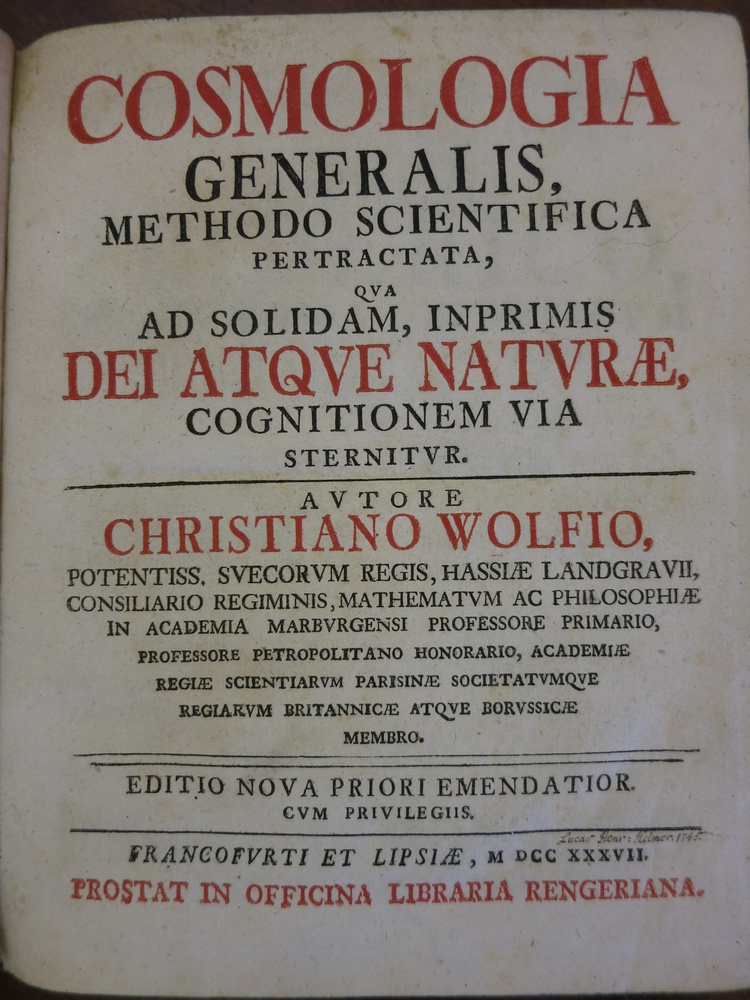 COSMOLOGIA
GENERALIS,
METHODO SCIENTIFICA
PERTRACTATA,
QVA
AD SOLIDAM, INPRIMIS
DEI ATQVE NATVRÆ,
COGNITIONEM VIA
STERNITVR.
AVTORE
CHRISTIANO WOLFIO,
POTENTISS. SVECORVM REGIS, HASSIÆ LANDGRAVII,
CONSILIARIO REGIMINIS, MATHEMATVM AC PHILOSOPHIÆ
IN ACADEMIA MARBVRGENSI PROFESSORE PRIMARIO,
PROFESSORE PETROPOLITANO HONORARIO, ACADEMIÆ
REGIÆ SCIENTIARVM PARISINÆ SOCIETATVMQVE
REGIARVM BRITANNICÆ ATQVE BORVSSICÆ
MEMBRO.
EDITIO NOVA PRIORI EMENDATIOR.
CVM PRIVILEGIIS.
Lucas Henr: 1745.
FRANCOFVRTI ET LIPSIÆ, M DCC XXXVII.
PROSTAT IN OFFICINA LIBRARIA RENGERIANA.